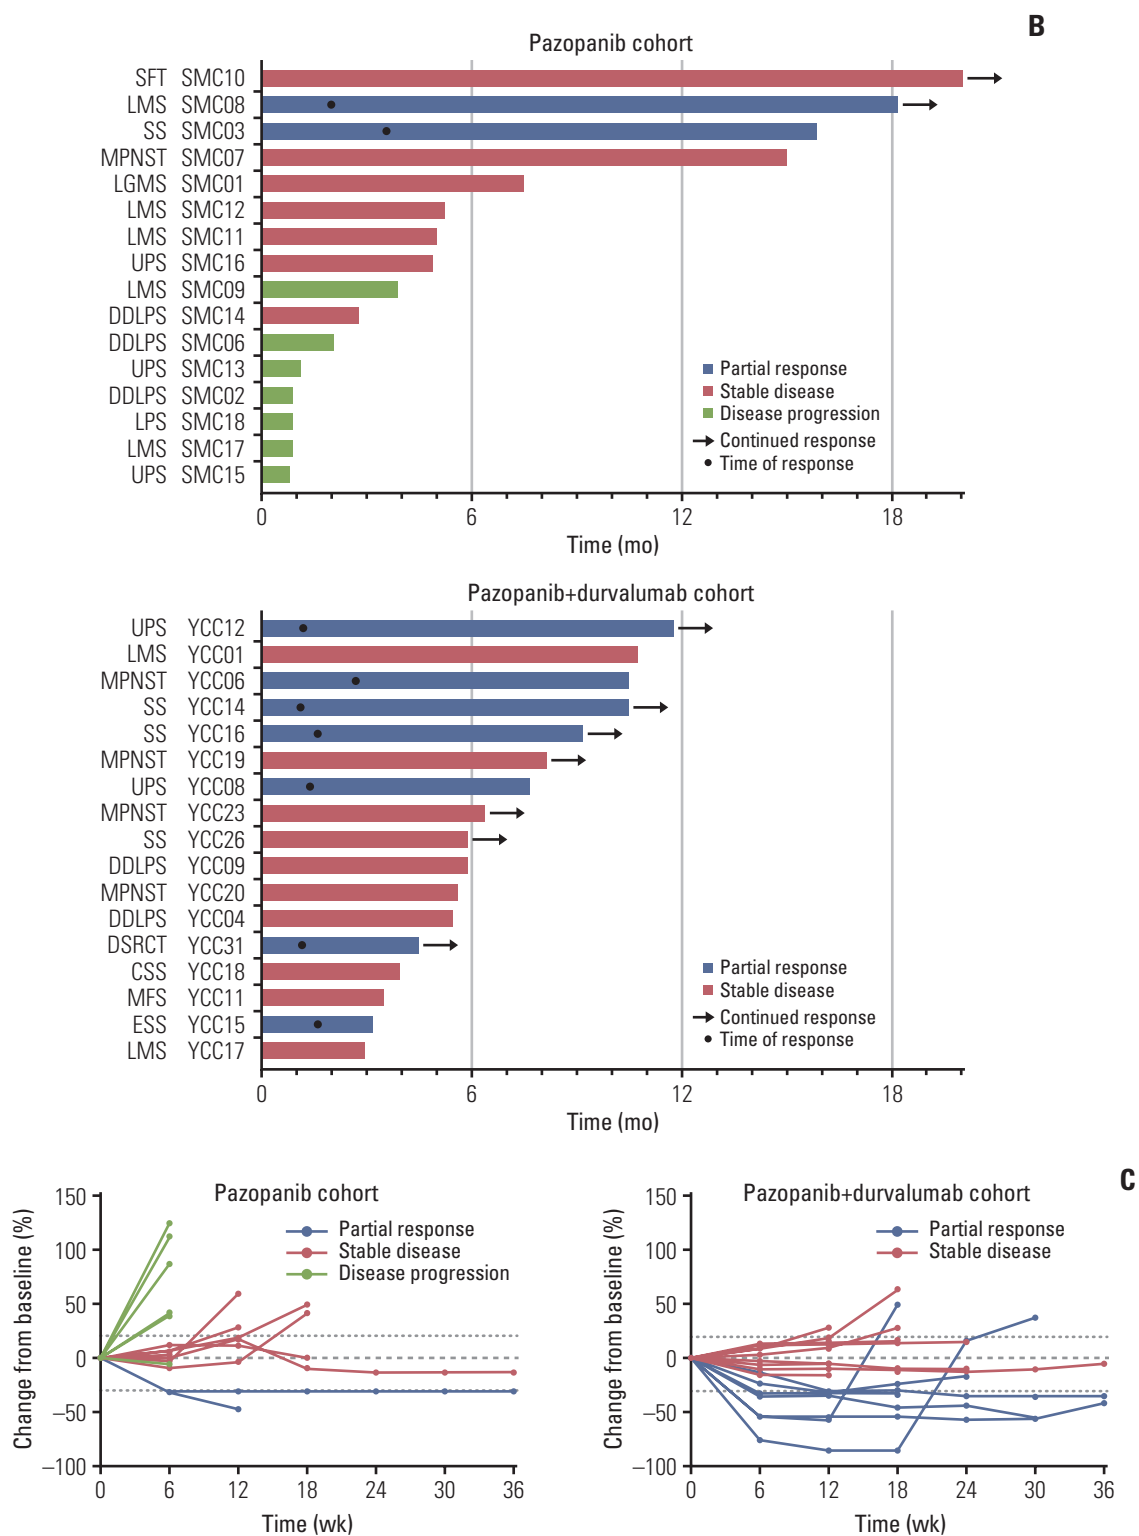 B
Pazopanib cohort
SFT SMC10
LMS SMC08
SS SMC03
MPNST SMC07
LGMS SMC01
LMS SMC12
LMS SMC11
UPS SMC16
LMS SMC09
DDLPS SMC14
DDLPS SMC06
UPS SMC13
DDLPS SMC02
LPS SMC18
LMS SMC17
UPS SMC15
Partial response
Stable disease
Disease progression
Continued response
Time of response
0 6 12 18
Time (mo)
Pazopanib+durvalumab cohort
UPS YCC12
LMS YCC01
MPNST YCC06
SS YCC14
SS YCC16
MPNST YCC19
UPS YCC08
MPNST YCC23
SS YCC26
DDLPS YCC09
MPNST YCC20
DDLPS YCC04
DSRCT YCC31
CSS YCC18
MFS YCC11
ESS YCC15
LMS YCC17
Partial response
Stable disease
Continued response
Time of response
0 6 12 18
Time (mo)
C
Pazopanib cohort
Partial response
Stable disease
Disease progression
Change from baseline (%)
150
100
50
0
−50
−100
0 6 12 18 24 30 36
Time (wk)
Pazopanib+durvalumab cohort
Partial response
Stable disease
Change from baseline (%)
150
100
50
0
−50
−100
0 6 12 18 24 30 36
Time (wk)